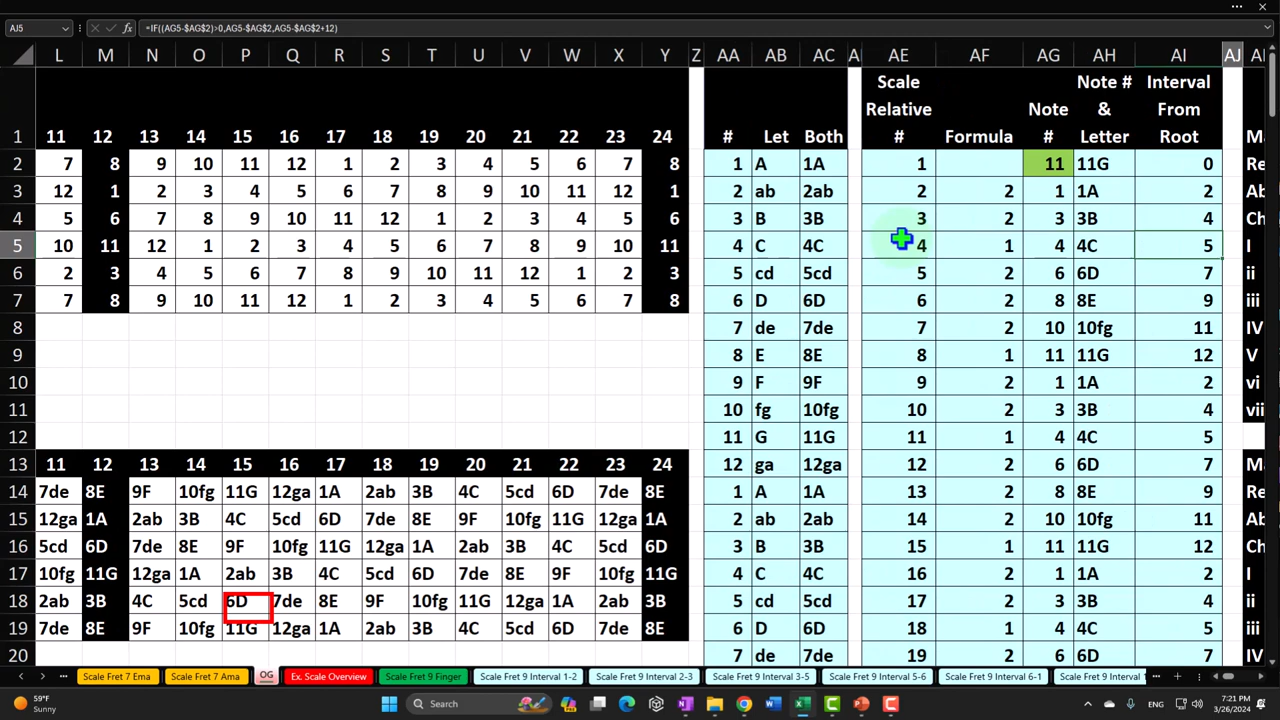 AJ5 fx =IF((AG5-$AG$2)>0,AG5-$AG$2,AG5-$AG$2+12)
L M N O P Q R S T U V W X Y Z AA AB AC A AE AF AG AH AI AJ
Scale Note # Interval
Relative Note & From
1 11 12 13 14 15 16 17 18 19 20 21 22 23 24 # Let Both # Formula # Letter Root
2 7 8 9 10 11 12 1 2 3 4 5 6 7 8 1 A 1A 1 11 11G 0 Re
3 12 1 2 3 4 5 6 7 8 9 10 11 12 1 2 ab 2ab 2 2 1 1A 2 Ab
4 5 6 7 8 9 10 11 12 1 2 3 4 5 6 3 B 3B 3 2 3 3B 4 Ch
5 10 11 12 1 2 3 4 5 6 7 8 9 10 11 4 C 4C 4 1 4 4C 5 I
6 2 3 4 5 6 7 8 9 10 11 12 1 2 3 5 cd 5cd 5 2 6 6D 7 ii
7 7 8 9 10 11 12 1 2 3 4 5 6 7 8 6 D 6D 6 2 8 8E 9 iii
8 7 de 7de 7 2 10 10fg 11 IV
9 8 E 8E 8 1 11 11G 12 V
10 9 F 9F 9 2 1 1A 2 vi
11 10 fg 10fg 10 2 3 3B 4 vii
12 11 G 11G 11 1 4 4C 5
13 11 12 13 14 15 16 17 18 19 20 21 22 23 24 12 ga 12ga 12 2 6 6D 7
14 7de 8E 9F 10fg 11G 12ga 1A 2ab 3B 4C 5cd 6D 7de 8E 1 A 1A 13 2 8 8E 9 Re
15 12ga 1A 2ab 3B 4C 5cd 6D 7de 8E 9F 10fg 11G 12ga 1A 2 ab 2ab 14 2 10 10fg 11 Ab
16 5cd 6D 7de 8E 9F 10fg 11G 12ga 1A 2ab 3B 4C 5cd 6D 3 B 3B 15 1 11 11G 12 Ch
17 10fg 11G 12ga 1A 2ab 3B 4C 5cd 6D 7de 8E 9F 10fg 11G 4 C 4C 16 2 1 1A 2 I
18 2ab 3B 4C 5cd 6D 7de 8E 9F 10fg 11G 12ga 1A 2ab 3B 5 cd 5cd 17 2 3 3B 4 ii
19 7de 8E 9F 10fg 11G 12ga 1A 2ab 3B 4C 5cd 6D 7de 8E 6 D 6D 18 1 4 4C 5 iii
20 7 de 7de 19 2 6 6D 7 IV
Scale Fret 7 Ema Scale Fret 7 Ama OG Ex. Scale Overview Scale Fret 9 Finger Scale Fret 9 Interval 1-2 Scale Fret 9 Interval 2-3 Scale Fret 9 Interval 3-5 Scale Fret 9 Interval 5-6 Scale Fret 9 Interval 6-1 Scale Fret 9 Interval 1
59°F
Sunny
Search
ENG
7:21 PM
3/26/2024